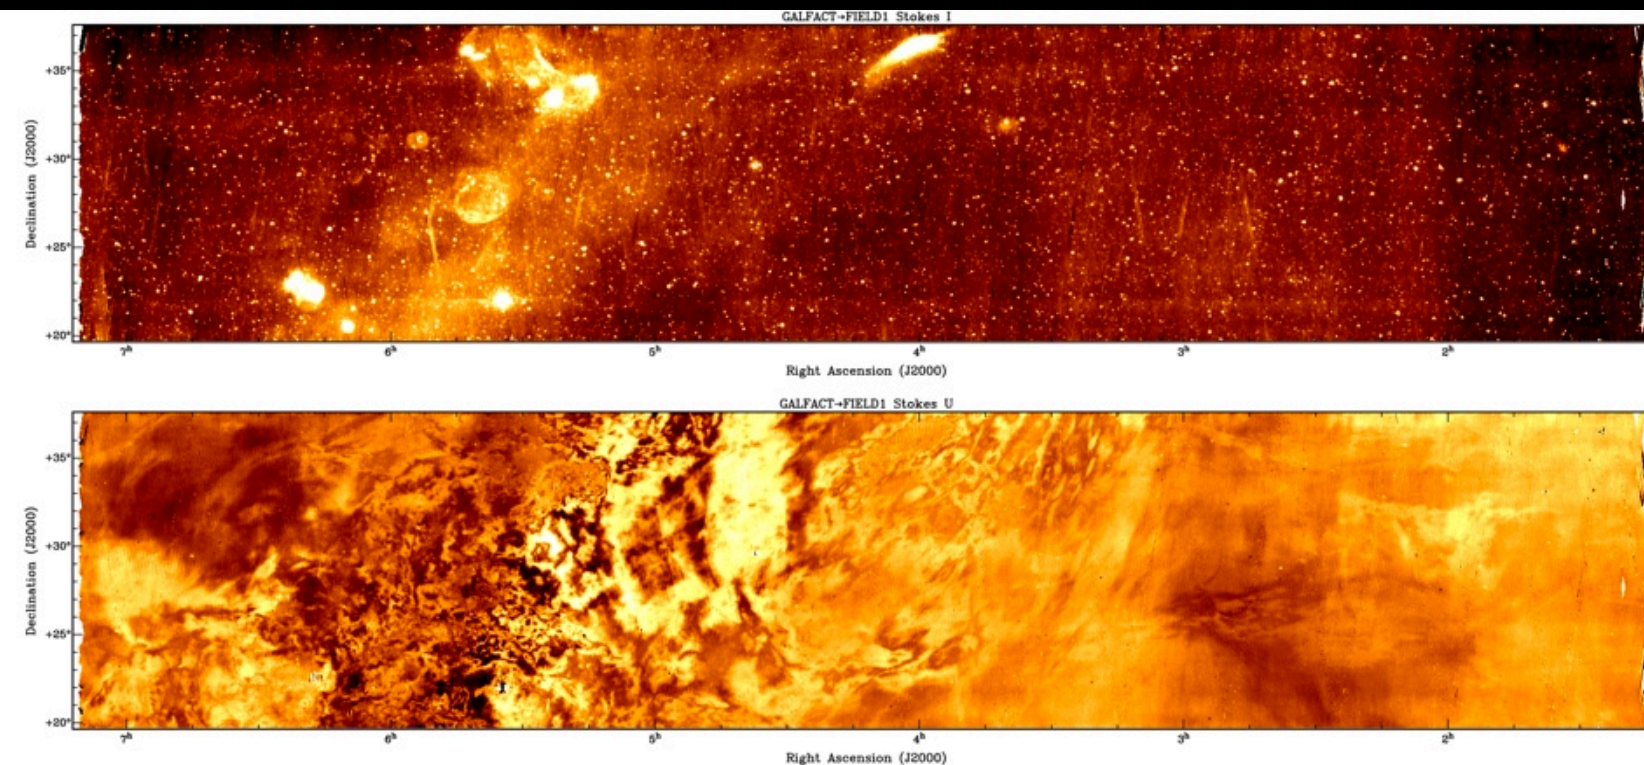 GALFACT→FIELD1 Stokes I
+35°
+30°
+25°
+20°
Declination (J2000)
7ʰ 6ʰ 5ʰ 4ʰ 3ʰ 2ʰ
Right Ascension (J2000)
GALFACT→FIELD1 Stokes U
+35°
+30°
+25°
+20°
Declination (J2000)
7ʰ 6ʰ 5ʰ 4ʰ 3ʰ 2ʰ
Right Ascension (J2000)